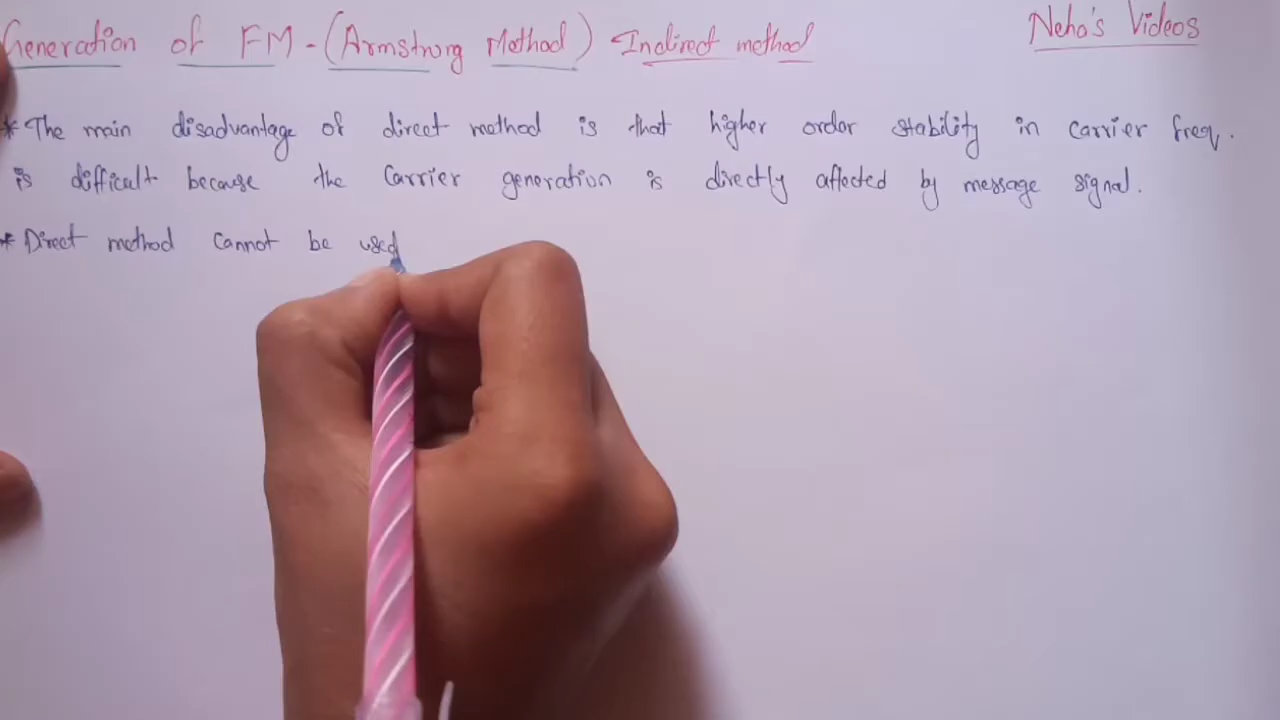 Generation of FM - (Armstrong Method) Indirect method
Neha's Videos
* The main disadvantage of direct method is that higher order stability in carrier freq.
is difficult because the carrier generation is directly affected by message signal.
* Direct method cannot be used